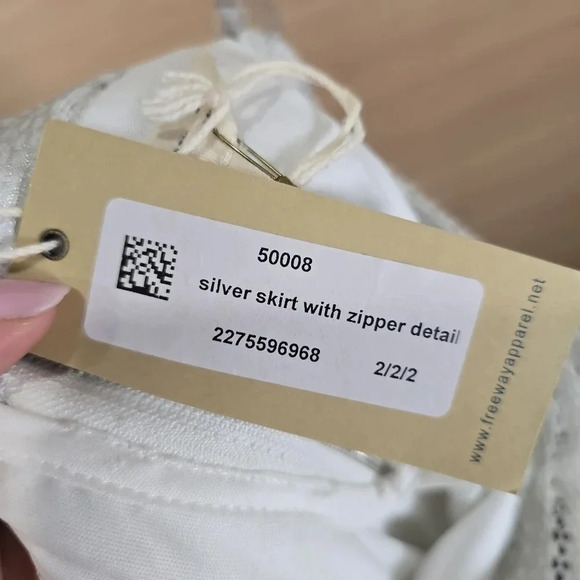 50008
silver skirt with zipper detail
2275596968
2/2/2
www.freewayapparel.net